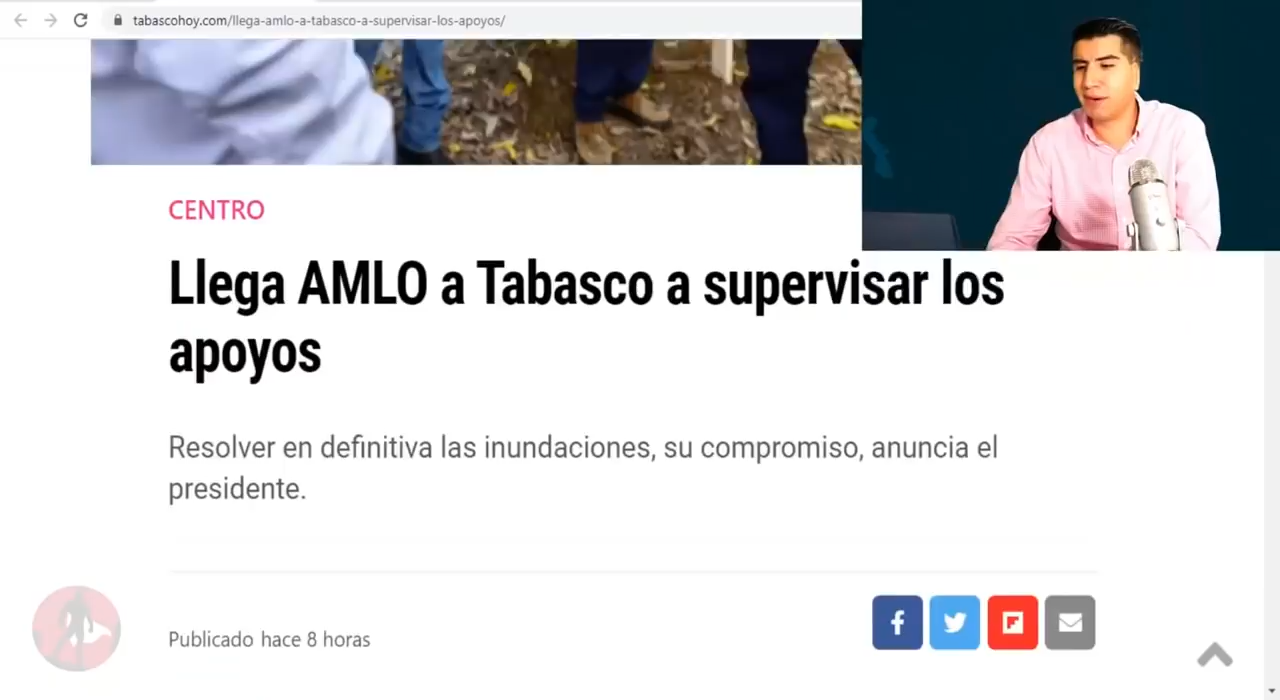 tabascohoy.com/llega-amlo-a-tabasco-a-supervisar-los-apoyos/
CENTRO
Llega AMLO a Tabasco a supervisar los
apoyos
Resolver en definitiva las inundaciones, su compromiso, anuncia el
presidente.
Publicado hace 8 horas